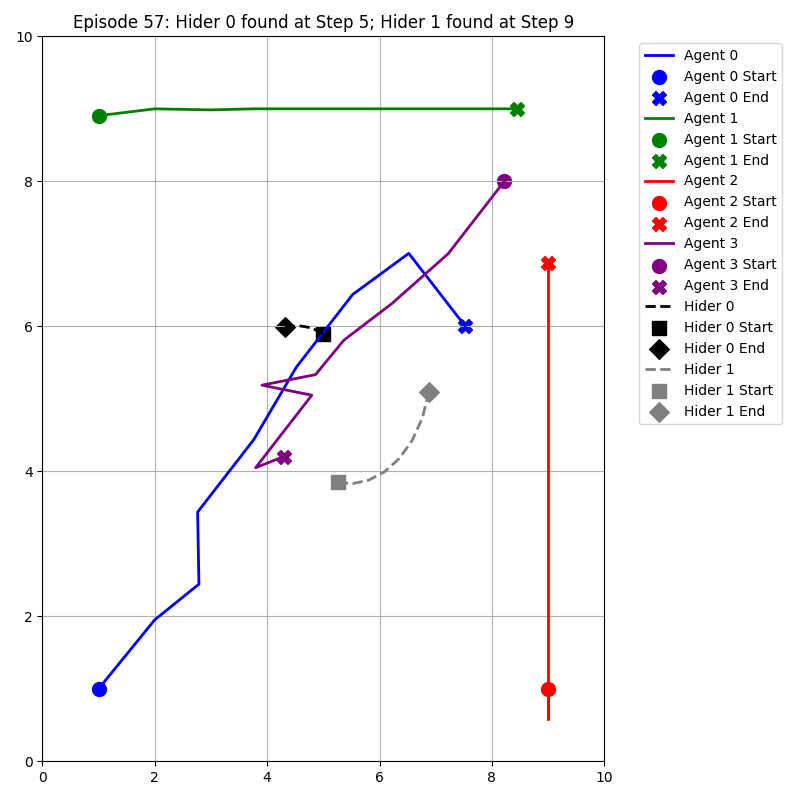 Episode 57: Hider 0 found at Step 5; Hider 1 found at Step 9
10
8
6
4
2
0
0 2 4 6 8 10
Agent 0
Agent 0 Start
Agent 0 End
Agent 1
Agent 1 Start
Agent 1 End
Agent 2
Agent 2 Start
Agent 2 End
Agent 3
Agent 3 Start
Agent 3 End
Hider 0
Hider 0 Start
Hider 0 End
Hider 1
Hider 1 Start
Hider 1 End